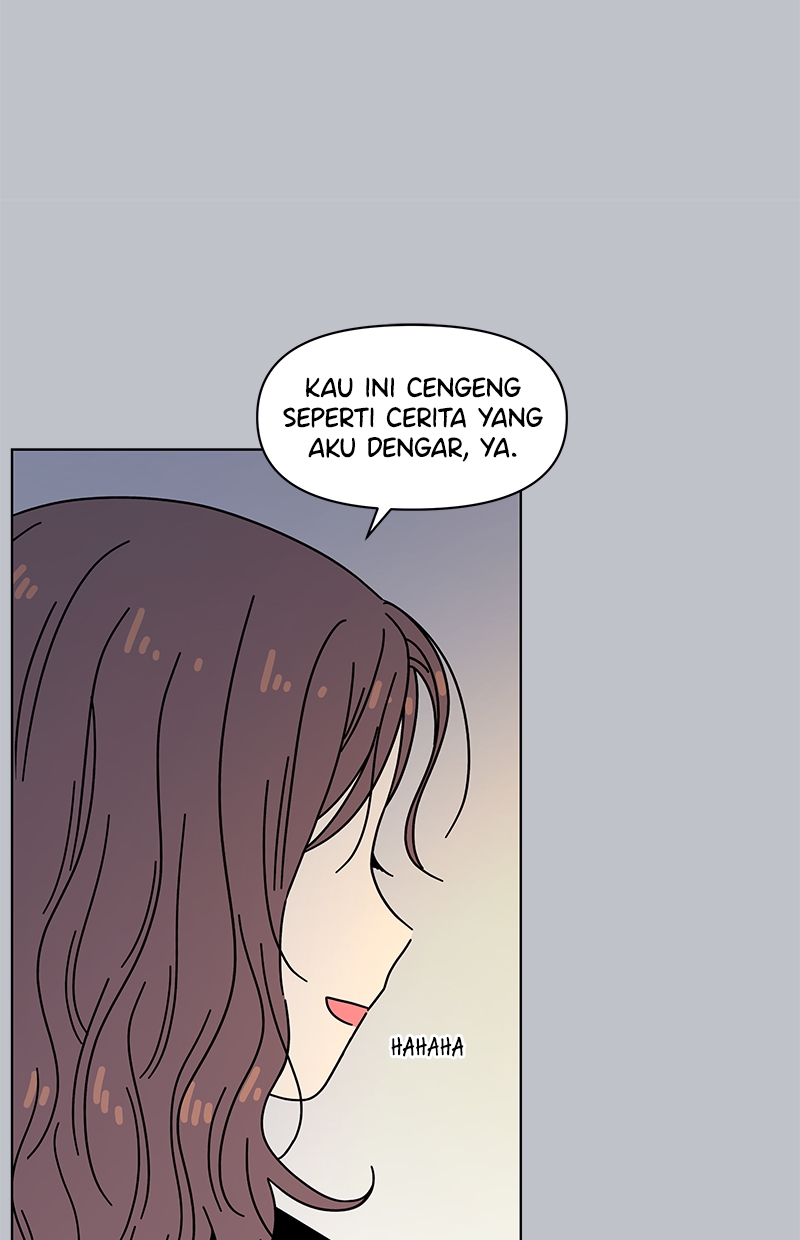 KAU INI CENGENG
SEPERTI CERITA YANG
AKU DENGAR, YA.
HAHAHA